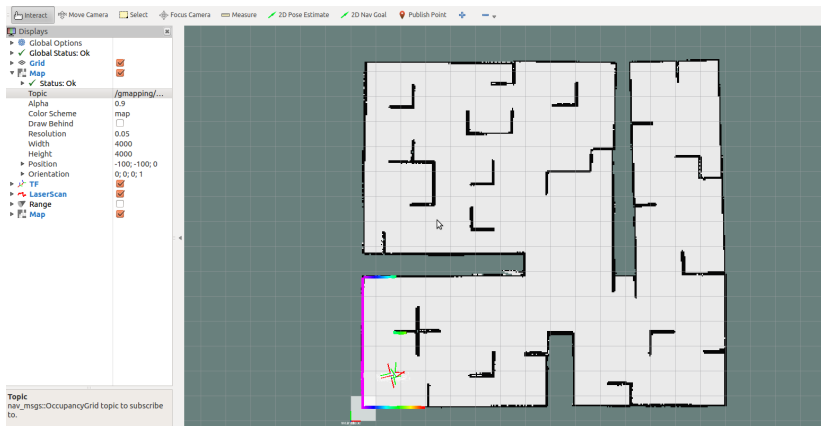 Interact Move Camera Select Focus Camera Measure 2D Pose Estimate 2D Nav Goal Publish Point
Displays
Global Options
Global Status: Ok
Grid
Map
Status: Ok
Topic /gmapping/...
Alpha 0.9
Color Scheme map
Draw Behind
Resolution 0.05
Width 4000
Height 4000
Position -100; -100; 0
Orientation 0; 0; 0; 1
TF
LaserScan
Range
Map
Topic
nav_msgs::OccupancyGrid topic to subscribe
to.